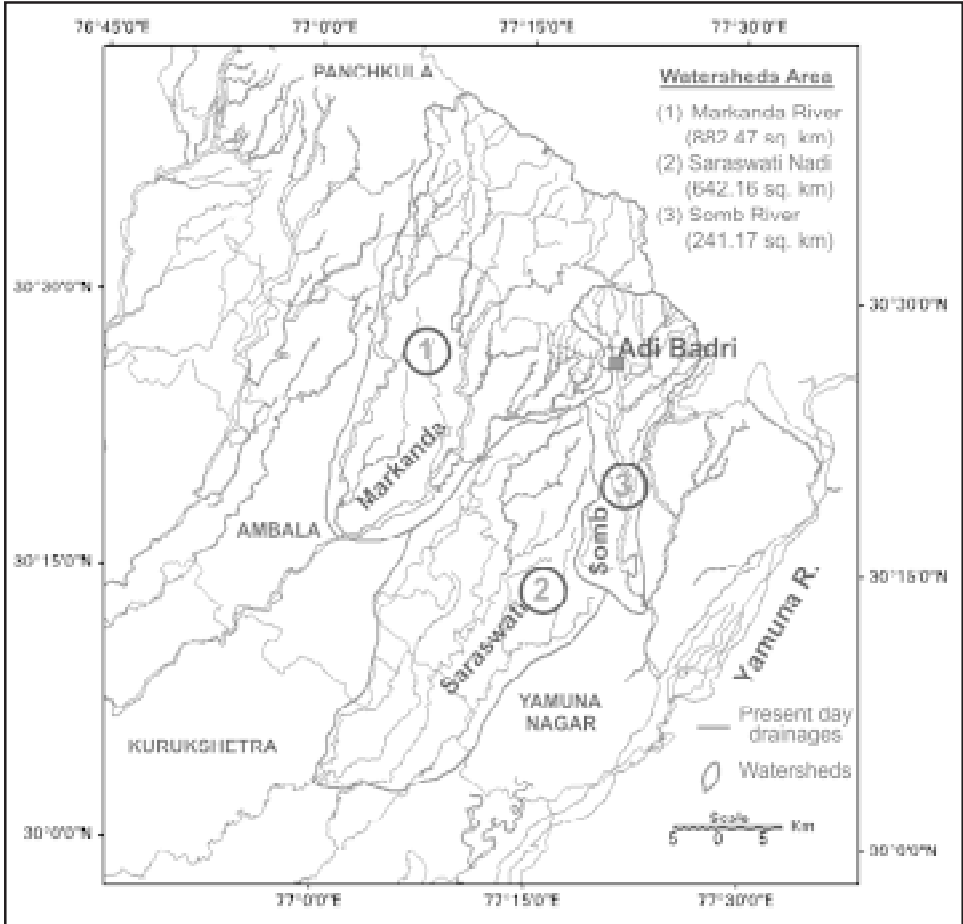 76°45'0"E 77°0'0"E 77°15'0"E 77°30'0"E
PANCHKULA
Watersheds Area
(1) Markanda River
(882.47 sq. km)
(2) Saraswati Nadi
(642.16 sq. km)
(3) Somb River
(241.17 sq. km)
30°30'0"N
30°30'0"N
1
Adi Badri
Markanda
3
AMBALA
Somb
30°15'0"N
30°15'0"N
2
Saraswati
Yamuna R.
YAMUNA
NAGAR
KURUKSHETRA
Present day
drainages
Watersheds
Scale
5 0 5 Km
30°0'0"N
30°0'0"N
77°0'0"E 77°15'0"E 77°30'0"E